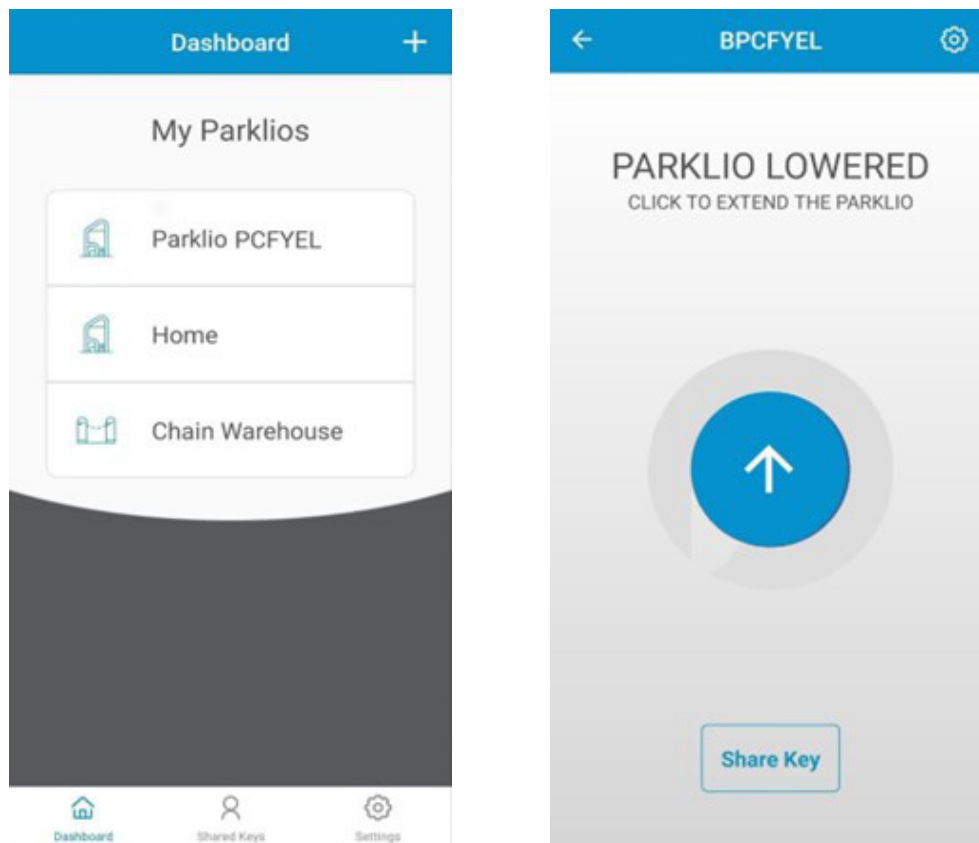 Dashboard
My Parklios
Parklio PCFYEL
Home
Chain Warehouse
Dashboard
Shared Keys
Settings
BPCFYEL
PARKLIO LOWERED
CLICK TO EXTEND THE PARKLIO
Share Key